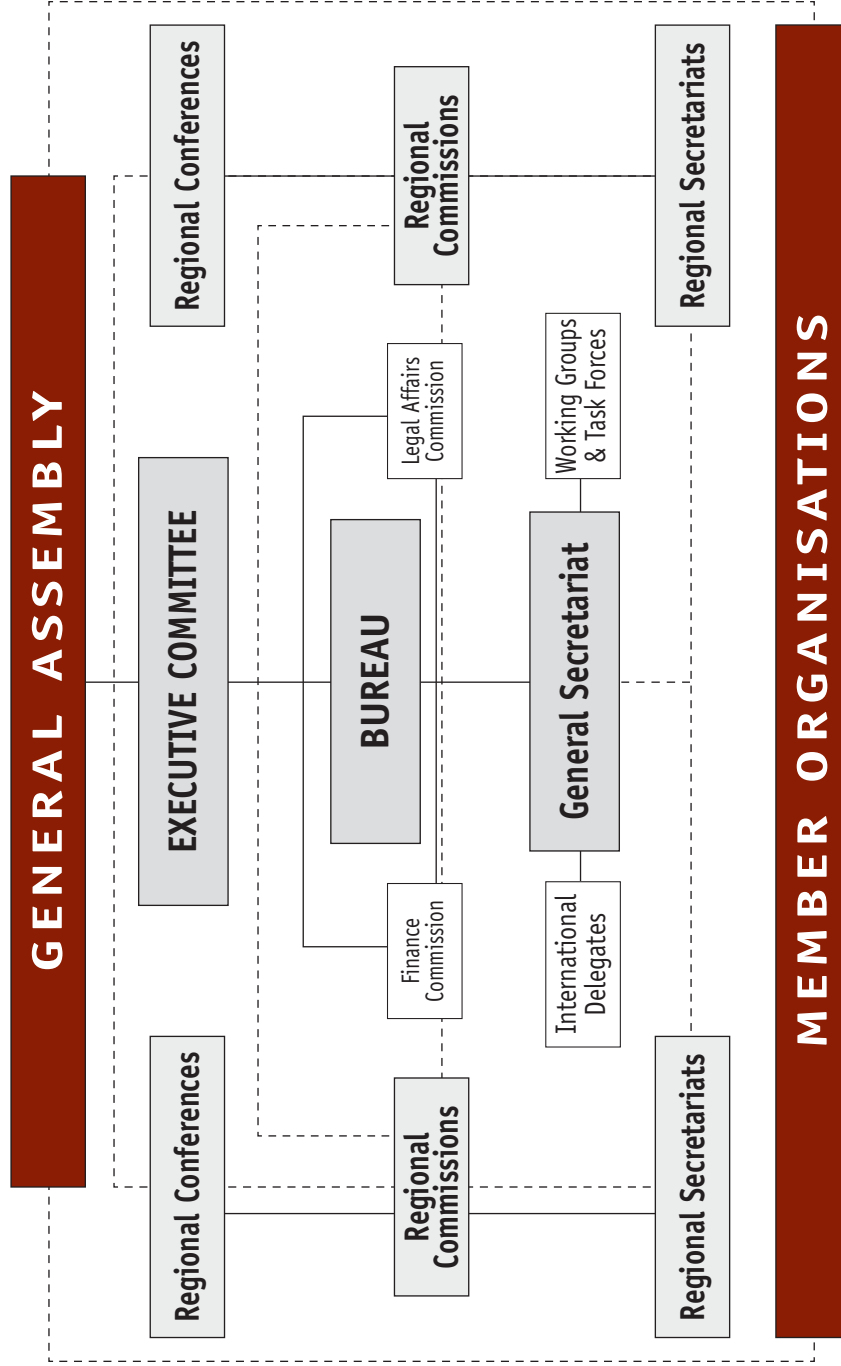 GENERAL ASSEMBLY
Regional Conferences
EXECUTIVE COMMITTEE
Regional Conferences
Regional
Commissions
Finance
Commission
BUREAU
Legal Affairs
Commission
Regional
Commissions
International
Delegates
General Secretariat
Working Groups
& Task Forces
Regional Secretariats
Regional Secretariats
MEMBER ORGANISATIONS